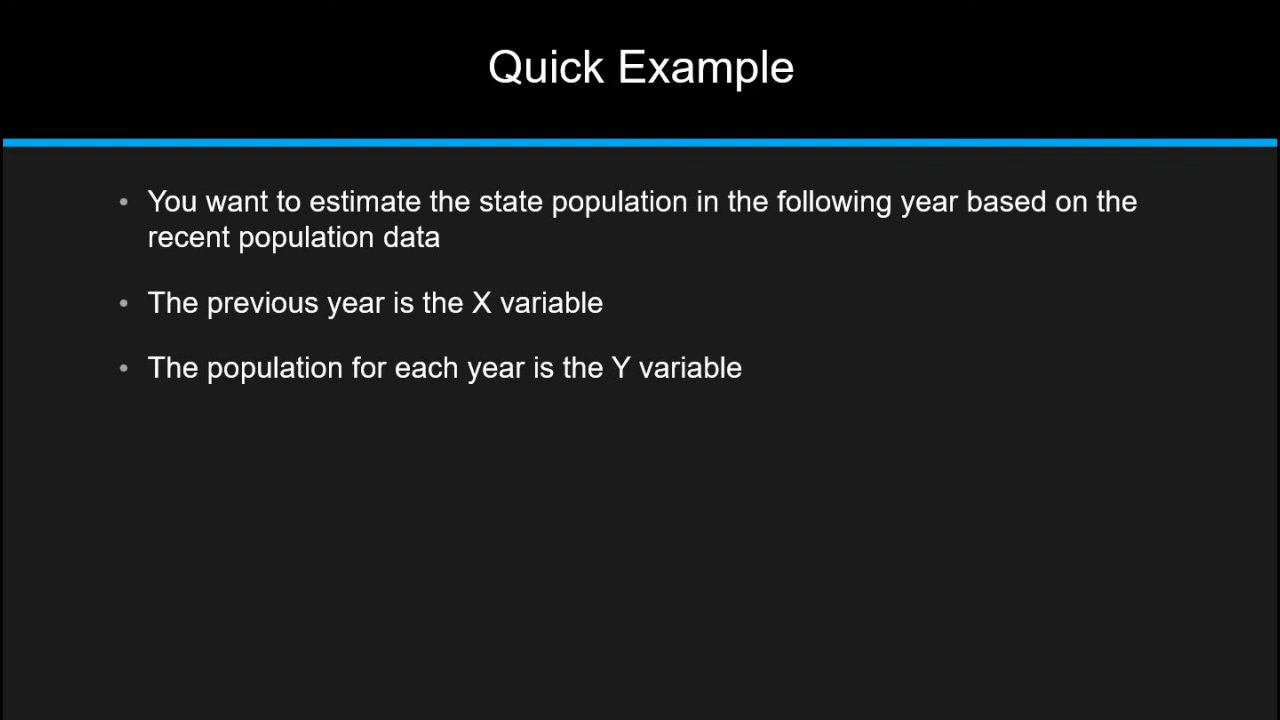 Quick Example
• You want to estimate the state population in the following year based on the
recent population data
• The previous year is the X variable
• The population for each year is the Y variable